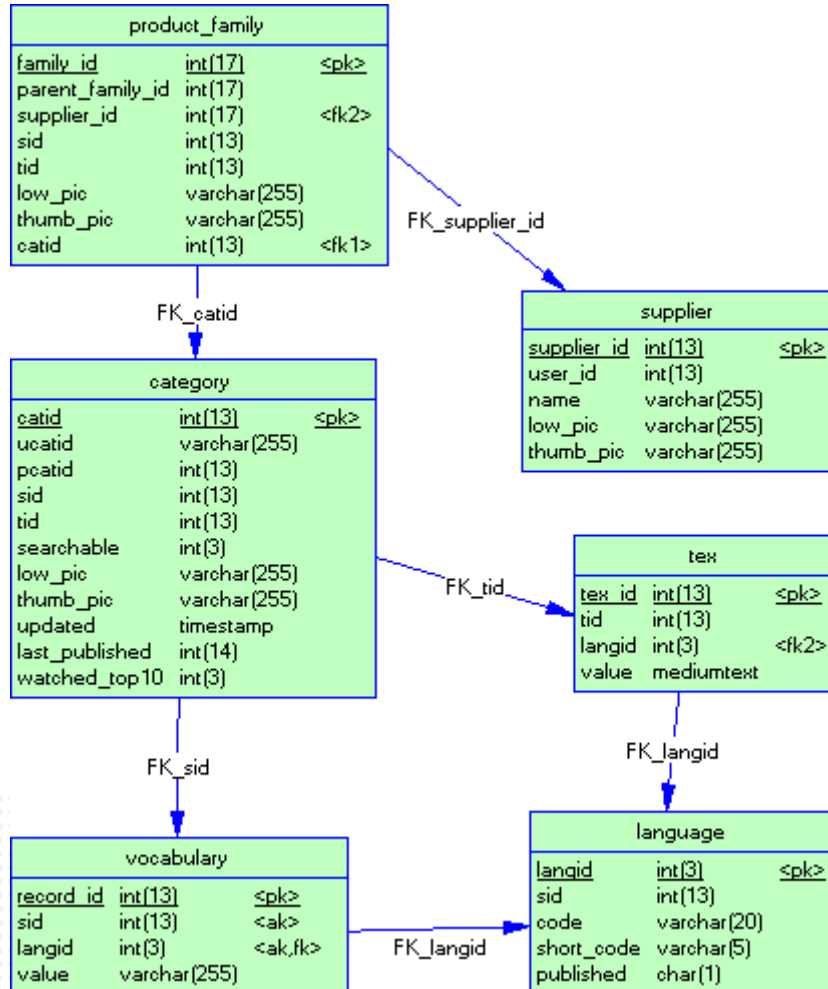 product_family
family_id int(17) <pk>
parent_family_id int(17)
supplier_id int(17) <fk2>
sid int(13)
tid int(13)
low_pic varchar(255)
thumb_pic varchar(255)
catid int(13) <fk1>
FK_supplier_id
FK_catid
supplier
supplier_id int(13) <pk>
user_id int(13)
name varchar(255)
low_pic varchar(255)
thumb_pic varchar(255)
category
catid int(13) <pk>
ucatid varchar(255)
pcatid int(13)
sid int(13)
tid int(13)
searchable int(3)
low_pic varchar(255)
thumb_pic varchar(255)
updated timestamp
last_published int(14)
watched_top10 int(3)
FK_tid
tex
tex_id int(13) <pk>
tid int(13)
langid int(3) <fk2>
value mediumtext
FK_sid
FK_langid
vocabulary
record_id int(13) <pk>
sid int(13) <ak>
langid int(3) <ak,fk>
value varchar(255)
FK_langid
language
langid int(3) <pk>
sid int(13)
code varchar(20)
short_code varchar(5)
published char(1)